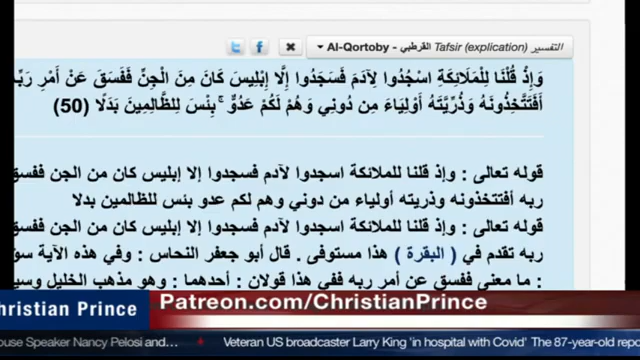 التفسير Tafsir (explication) القرطبي - Al-Qortoby
وَإِذْ قُلْنَا لِلْمَلَائِكَةِ اسْجُدُوا لِآدَمَ فَسَجَدُوا إِلَّا إِبْلِيسَ كَانَ مِنَ الْجِنِّ فَفَسَقَ عَنْ أَمْرِ رَبِّ
أَفَتَتَّخِذُونَهُ وَذُرِّيَّتَهُ أَوْلِيَاءَ مِن دُونِي وَهُمْ لَكُمْ عَدُوٌّ ۚ بِئْسَ لِلظَّالِمِينَ بَدَلًا (50)
قوله تعالى : وإذ قلنا للملائكة اسجدوا لآدم فسجدوا إلا إبليس كان من الجن ففسق
ربه أفتتخذونه وذريته أولياء من دوني وهم لكم عدو بئس للظالمين بدلا
قوله تعالى : وإذ قلنا للملائكة اسجدوا لآدم فسجدوا إلا إبليس كان من الجن ففسق
ربه تقدم في ( البقرة ) هذا مستوفى . قال أبو جعفر النحاس : وفي هذه الآية
: ما معنى ففسق عن أمر ربه ففي هذا قولان : أحدهما : وهو مذهب الخليل
Christian Prince
Patreon.com/ChristianPrince
ouse Speaker Nancy Pelosi and... Veteran US broadcaster Larry King 'in hospital with Covid' The 87-year-old repo